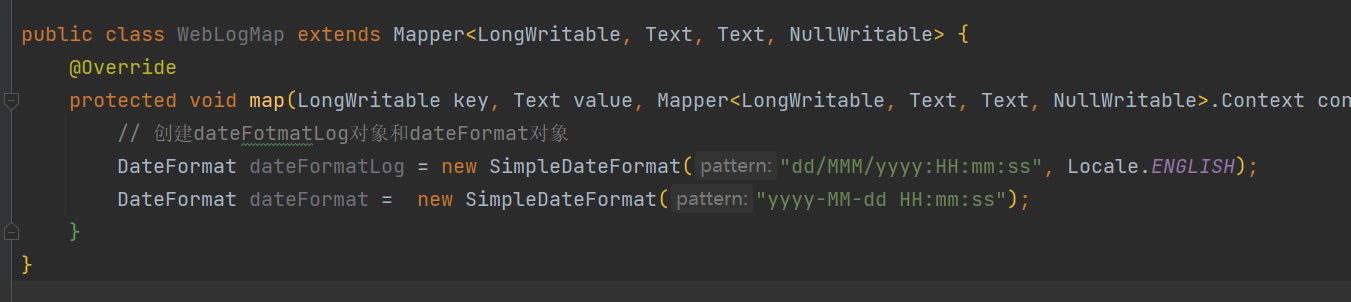 public class WebLogMap extends Mapper<LongWritable, Text, Text, NullWritable> {
@Override
protected void map(LongWritable key, Text value, Mapper<LongWritable, Text, Text, NullWritable>.Context con
// 创建dateFotmatLog对象和dateFormat对象
DateFormat dateFormatLog = new SimpleDateFormat( pattern: "dd/MMM/yyyy:HH:mm:ss", Locale.ENGLISH);
DateFormat dateFormat =  new SimpleDateFormat( pattern: "yyyy-MM-dd HH:mm:ss");
}
}